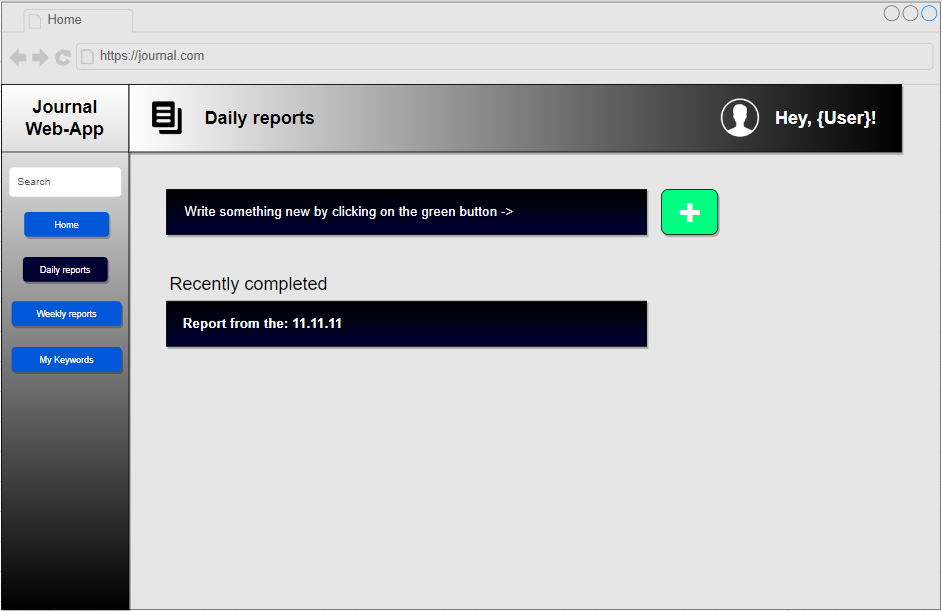 Home
https://journal.com
Journal
Web-App
Daily reports
Hey, {User}!
Search
Home
Daily reports
Weekly reports
My Keywords
Write something new by clicking on the green button ->
Recently completed
Report from the: 11.11.11